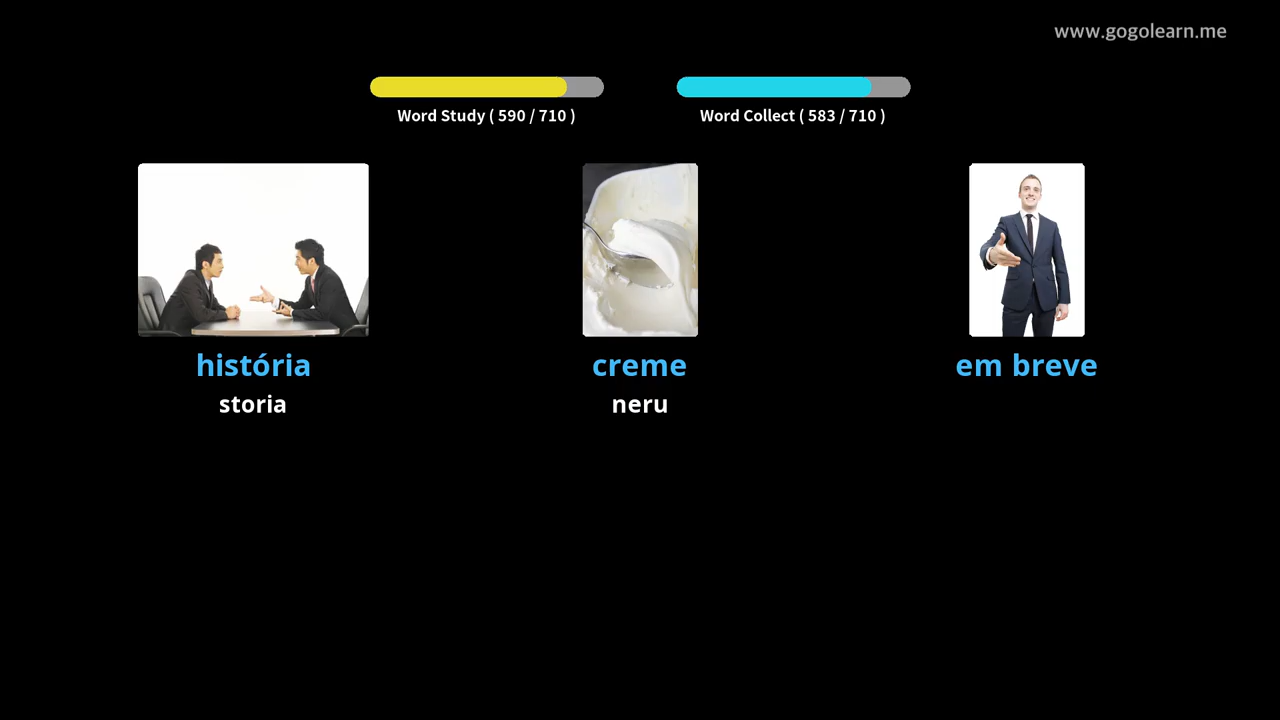 www.gogolearn.me
Word Study ( 590 / 710 )
Word Collect ( 583 / 710 )
história
creme
em breve
storia
neru